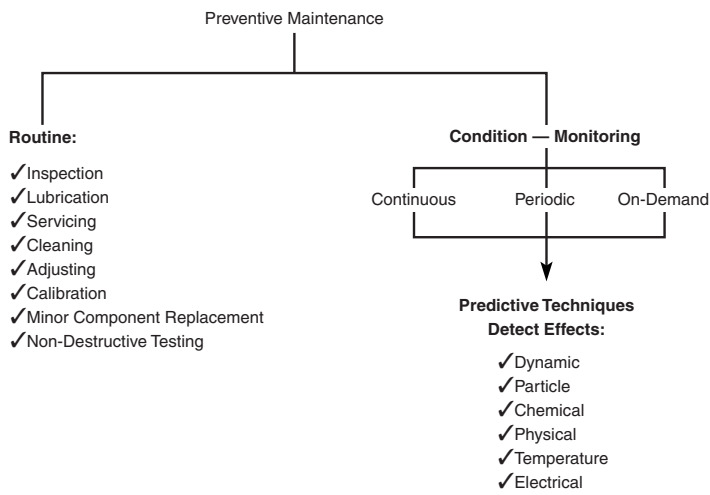 Preventive Maintenance
Routine:
✓Inspection
✓Lubrication
✓Servicing
✓Cleaning
✓Adjusting
✓Calibration
✓Minor Component Replacement
✓Non-Destructive Testing
Condition — Monitoring
Continuous Periodic On-Demand
Predictive Techniques
Detect Effects:
✓Dynamic
✓Particle
✓Chemical
✓Physical
✓Temperature
✓Electrical